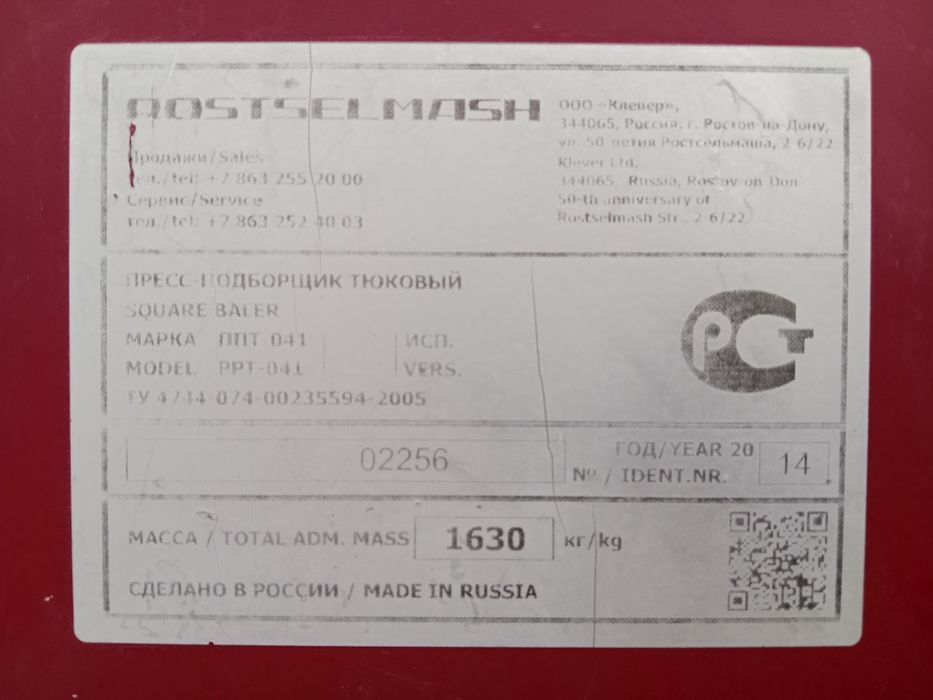 ROSTSELMASH
Продажи/Sales
тел./tel: +7 863 255 20 00
Сервис/Service
тел./tel: +7 863 252 40 03
ООО «Клевер»,
344065, Россия, г. Ростов-на-Дону,
ул. 50-летия Ростсельмаша, 2-6/22
Klever Ltd.
344065, Russia, Rostov-on-Don
50-th anniversary of
Rostselmash Str., 2-6/22
ПРЕСС-ПОДБОРЩИК ТЮКОВЫЙ
SQUARE BALER
МАРКА ППТ-041 ИСП.
MODEL PPT-041 VERS.
ТУ 4744-074-00235594-2005
РСТ
02256
ГОД/YEAR 20 14
№ / IDENT.NR.
МАССА / TOTAL ADM. MASS 1630 кг/kg
СДЕЛАНО В РОССИИ / MADE IN RUSSIA